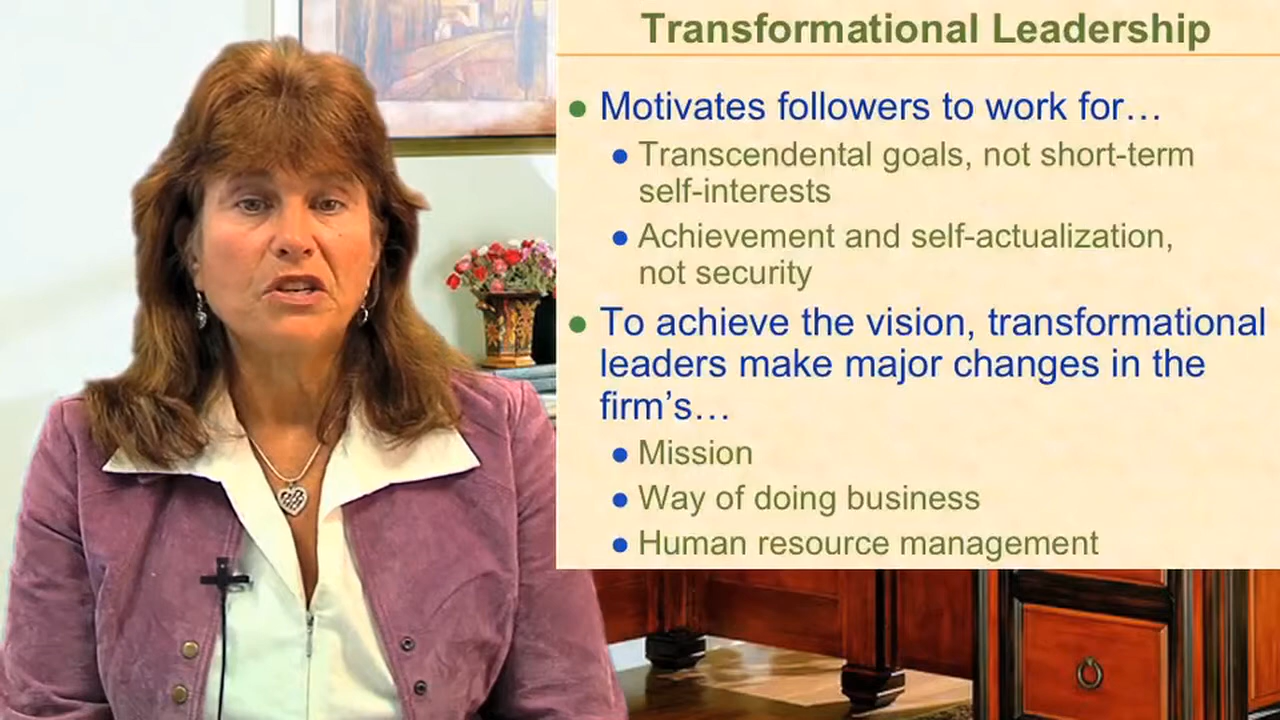 Transformational Leadership
Motivates followers to work for…
Transcendental goals, not short-term
self-interests
Achievement and self-actualization,
not security
To achieve the vision, transformational
leaders make major changes in the
firm's…
Mission
Way of doing business
Human resource management